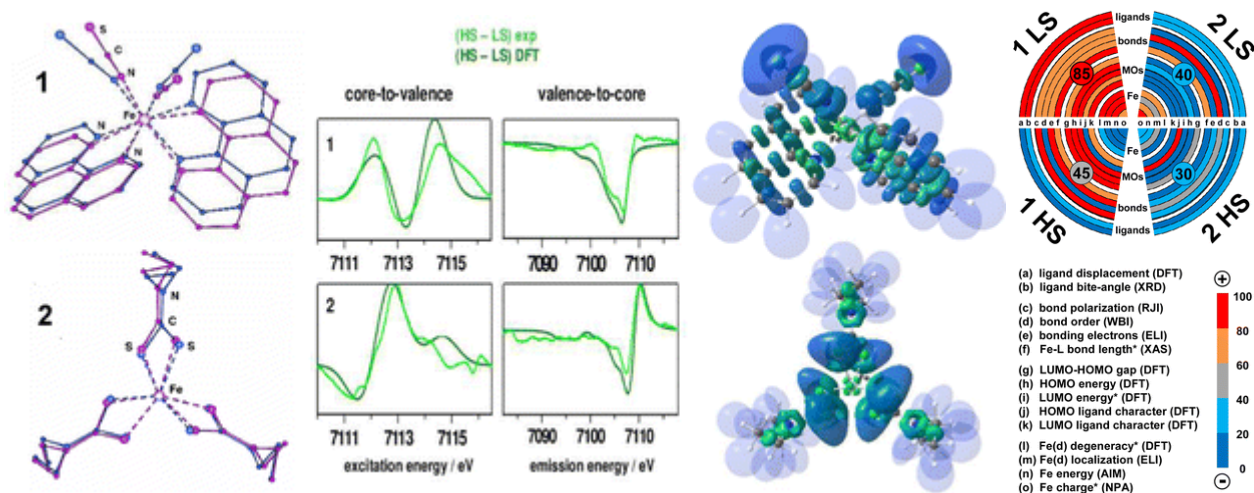 1
S
C
N
Fe
N
N
2
N
C
S
S
Fe
(HS – LS) exp
(HS – LS) DFT
core-to-valence
valence-to-core
1
7111 7113 7115
7090 7100 7110
2
7111 7113 7115
7090 7100 7110
excitation energy / eV
emission energy / eV
1 LS
2 LS
ligands
bonds
MOs
Fe
85
40
a b c d e f g h i j k l m n o
o n m l k j i h g f e d c b a
Fe
MOs
bonds
ligands
45
30
1 HS
2 HS
(a) ligand displacement (DFT)
(b) ligand bite-angle (XRD)
(c) bond polarization (RJI)
(d) bond order (WBI)
(e) bonding electrons (ELI)
(f) Fe-L bond length* (XAS)
(g) LUMO-HOMO gap (DFT)
(h) HOMO energy (DFT)
(i) LUMO energy* (DFT)
(j) HOMO ligand character (DFT)
(k) LUMO ligand character (DFT)
(l) Fe(d) degeneracy* (DFT)
(m) Fe(d) localization (ELI)
(n) Fe energy (AIM)
(o) Fe charge* (NPA)
+
100
80
60
40
20
0
-